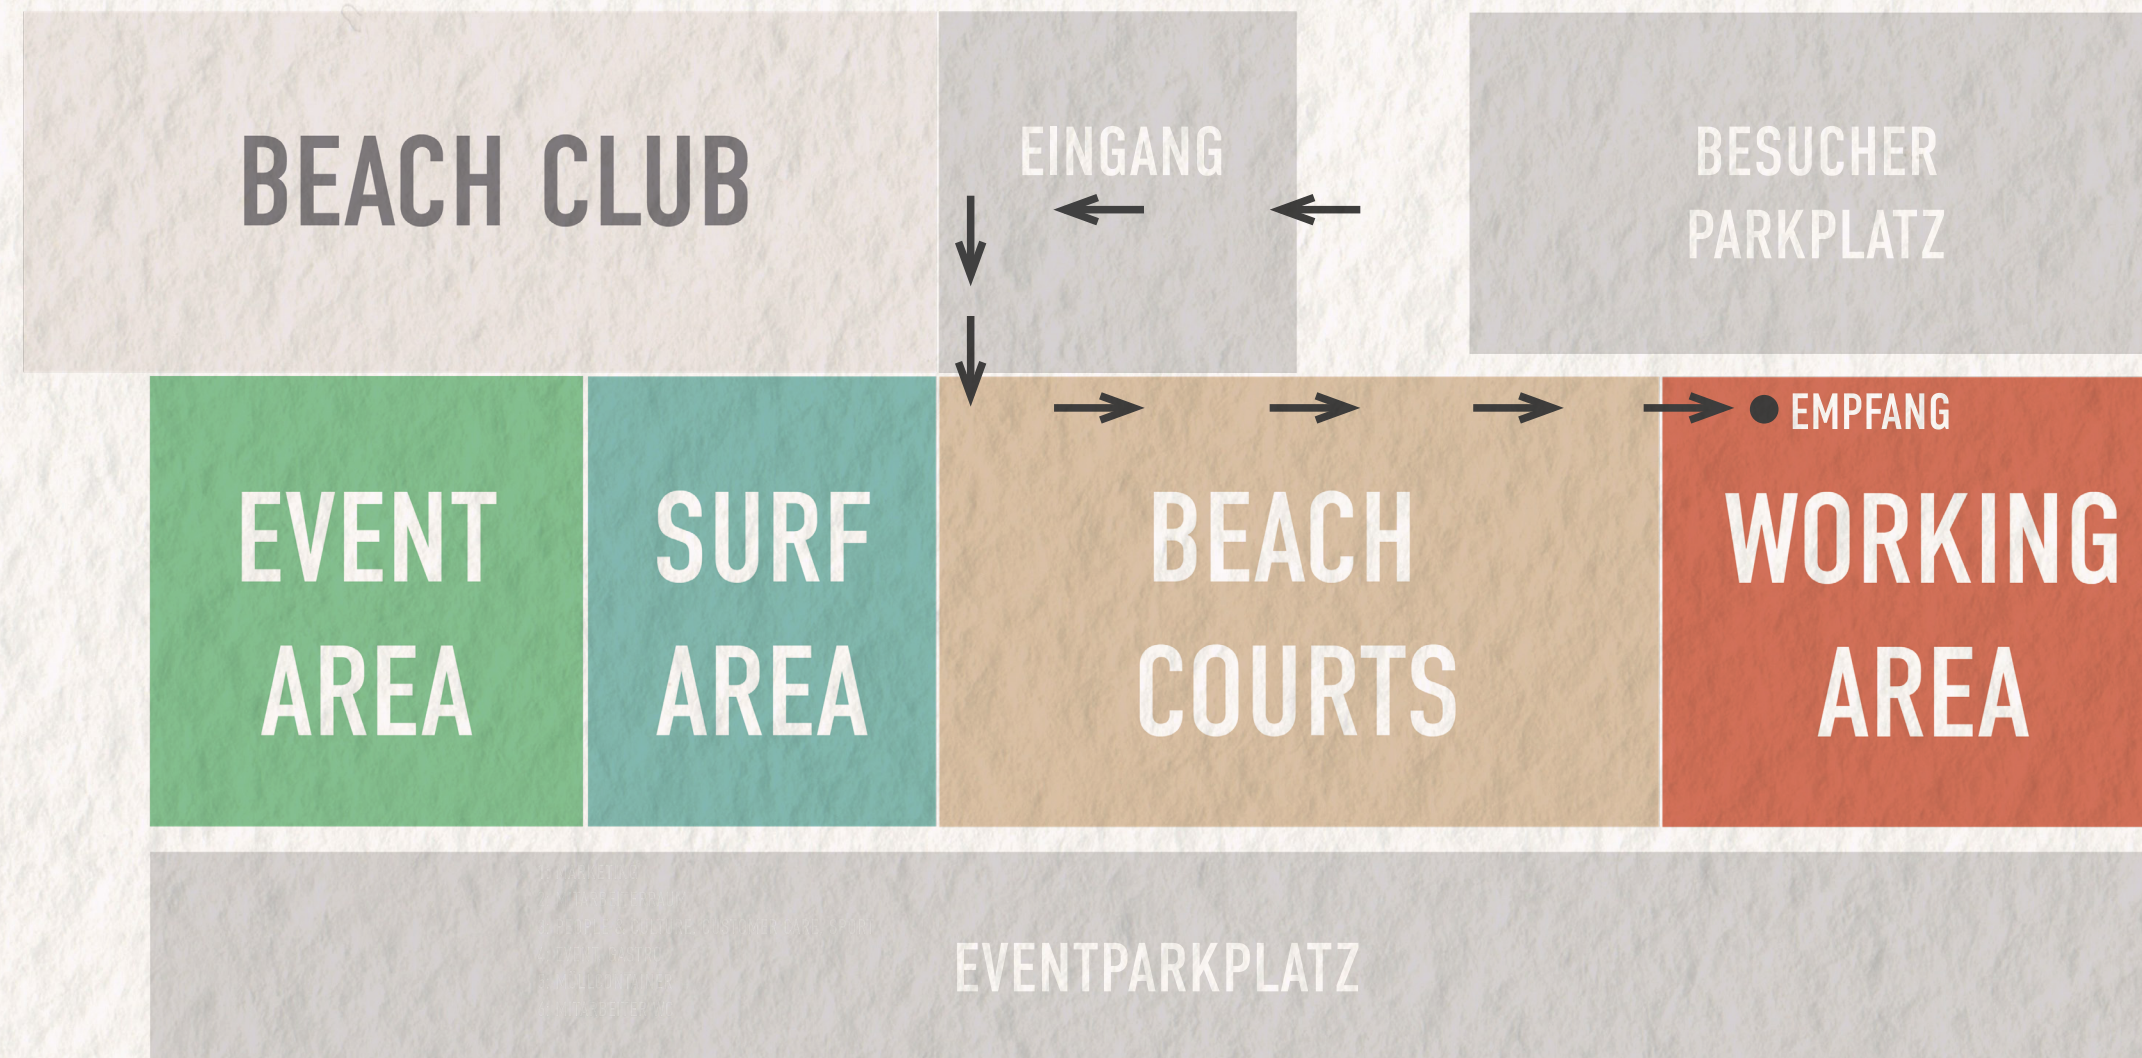 BEACH CLUB
EINGANG
BESUCHER
PARKPLATZ
EMPFANG
EVENT
AREA
SURF
AREA
BEACH
COURTS
WORKING
AREA
EVENTPARKPLATZ